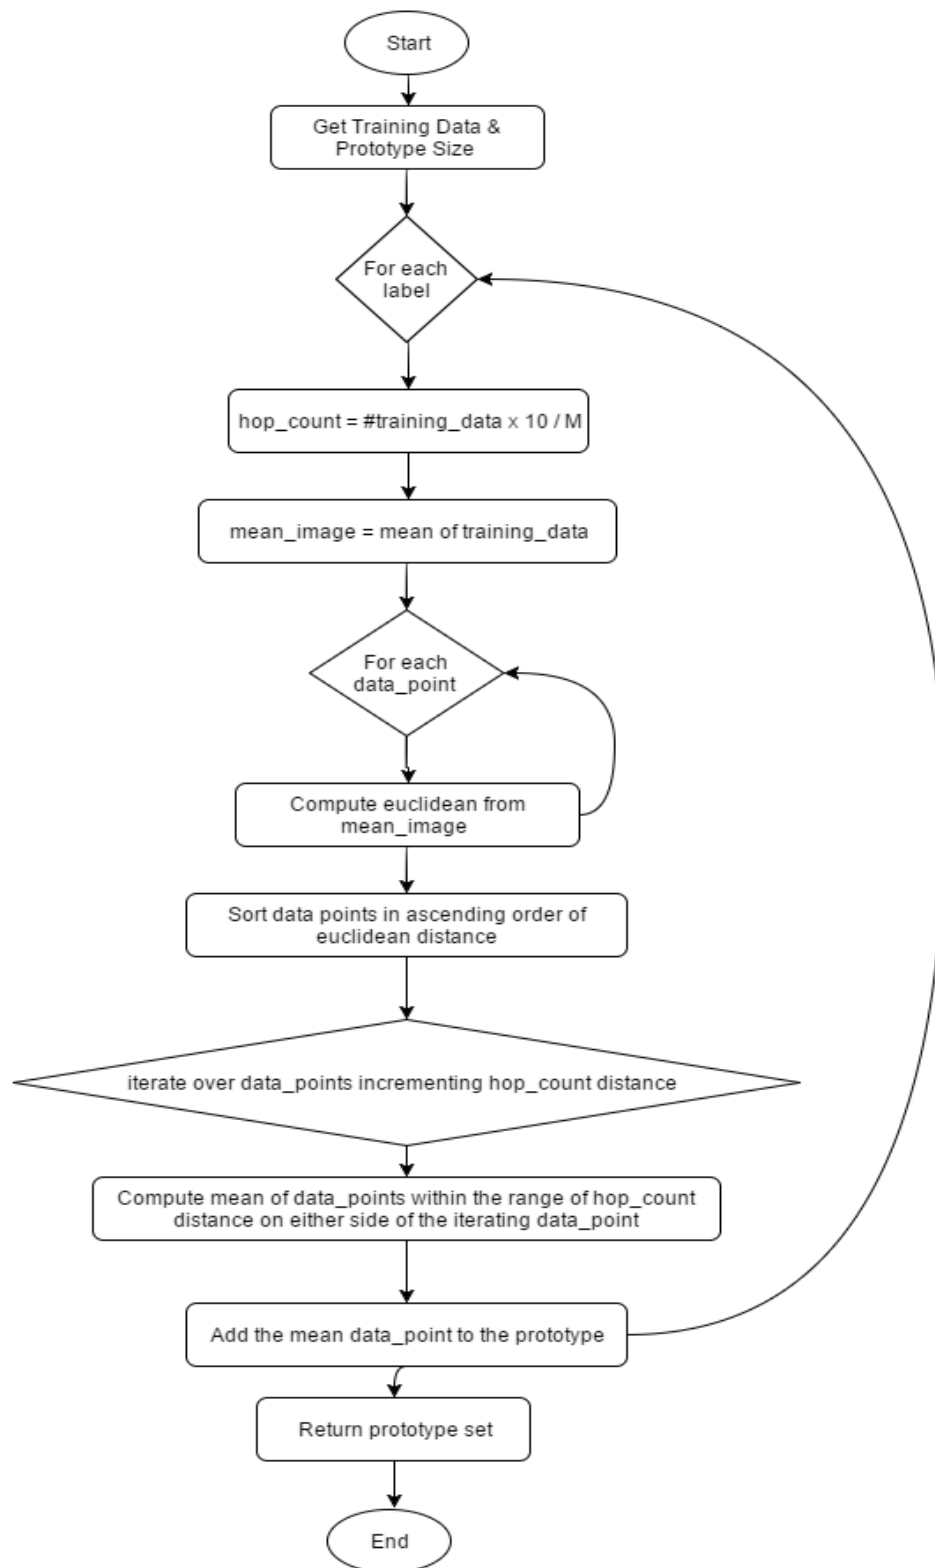 Start
Get Training Data &
Prototype Size
For each
label
hop_count = #training_data x 10 / M
mean_image = mean of training_data
For each
data_point
Compute euclidean from
mean_image
Sort data points in ascending order of
euclidean distance
iterate over data_points incrementing hop_count distance
Compute mean of data_points within the range of hop_count
distance on either side of the iterating data_point
Add the mean data_point to the prototype
Return prototype set
End